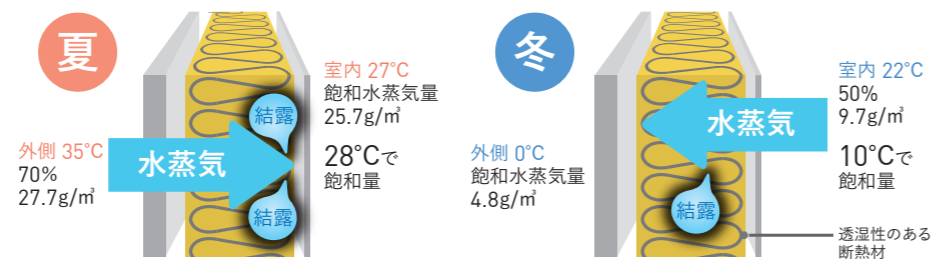 夏
外側 35°C
70%
27.7g/㎥
水蒸気
結露
結露
室内 27°C
飽和水蒸気量
25.7g/㎥
28°Cで
飽和量
冬
外側 0°C
飽和水蒸気量
4.8g/㎥
水蒸気
結露
室内 22°C
50%
9.7g/㎥
10°Cで
飽和量
透湿性のある
断熱材